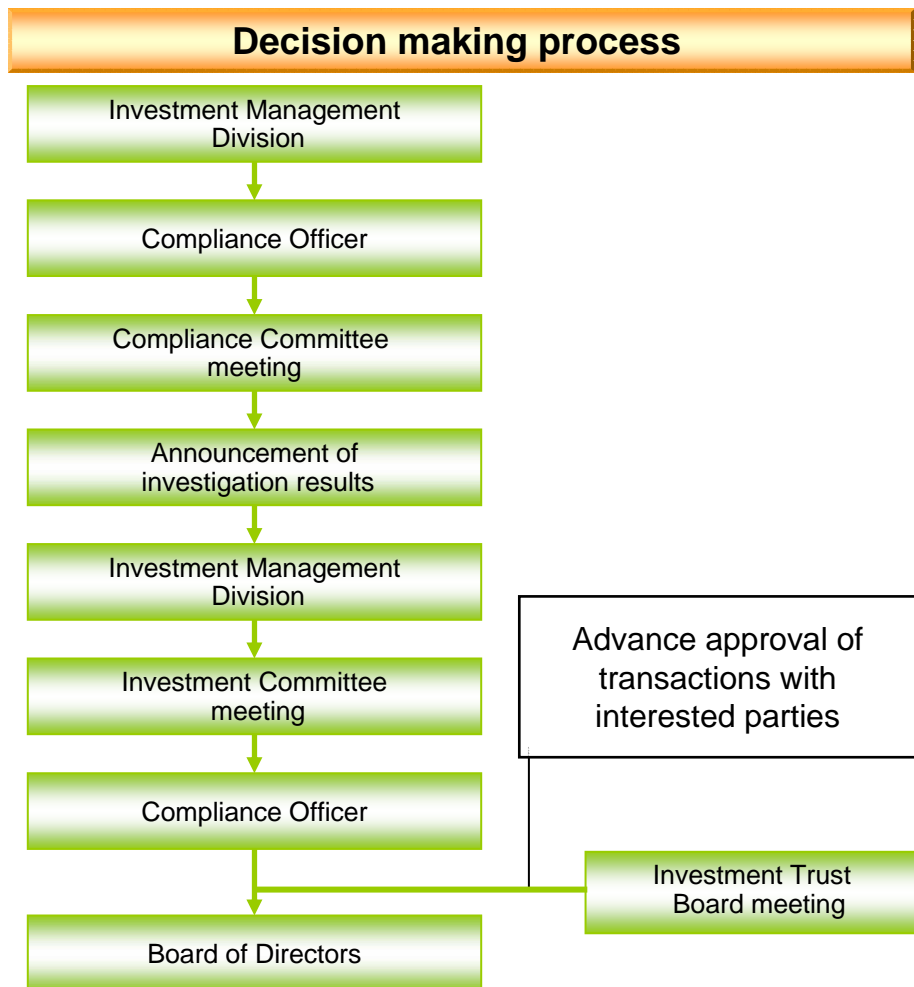 Decision making process
Investment Management
Division
Compliance Officer
Compliance Committee
meeting
Announcement of
investigation results
Investment Management
Division
Investment Committee
meeting
Compliance Officer
Advance approval of
transactions with
interested parties
Investment Trust
Board meeting
Board of Directors